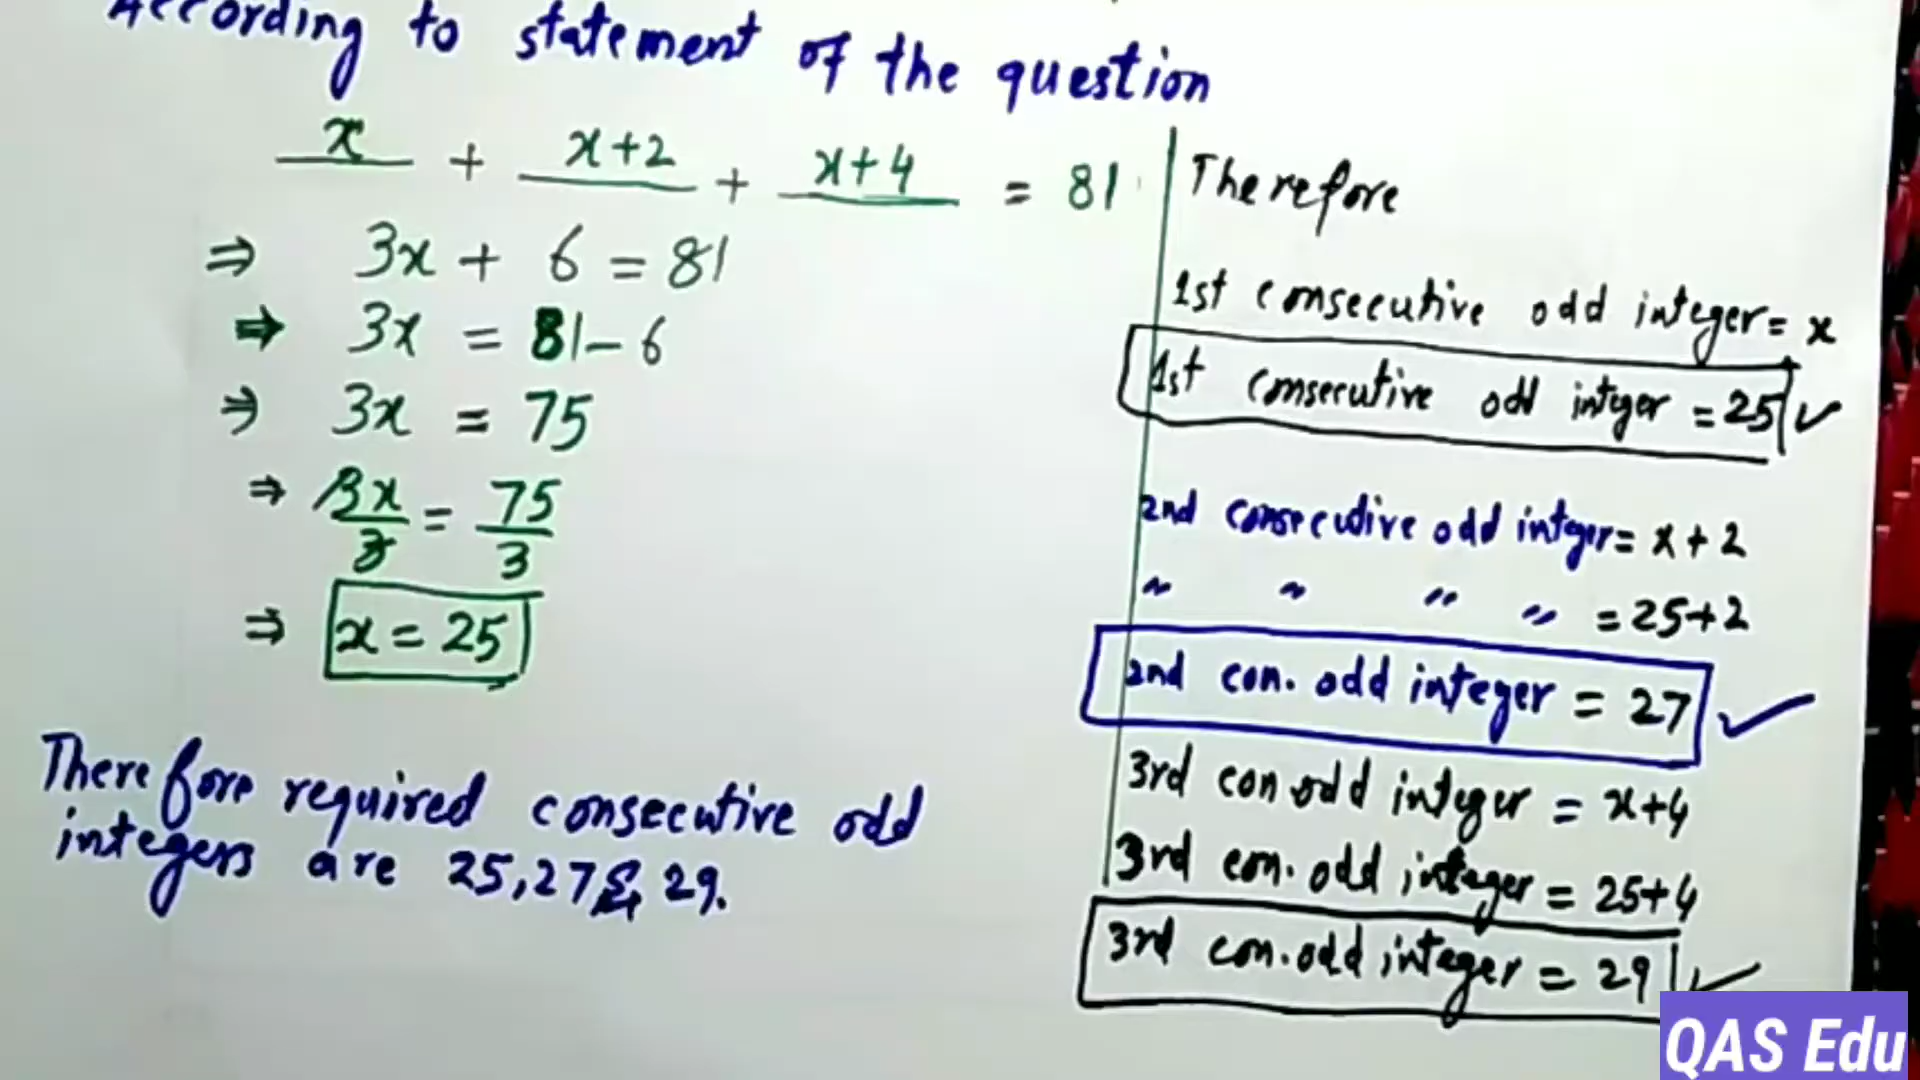 According to statement of the question
x + x+2 + x+4 = 81
⇒ 3x + 6 = 81
⇒ 3x = 81-6
⇒ 3x = 75
⇒ 3x/3 = 75/3
⇒ x = 25
Therefore required consecutive odd
integers are 25,27 & 29.
Therefore
1st consecutive odd integer = x
1st consecutive odd integer = 25 ✓
2nd consecutive odd integer = x+2
〃 〃 〃 〃 = 25+2
2nd con. odd integer = 27 ✓
3rd con odd integer = x+4
3rd con. odd integer = 25+4
3rd con. odd integer = 29 ✓
QAS Edu